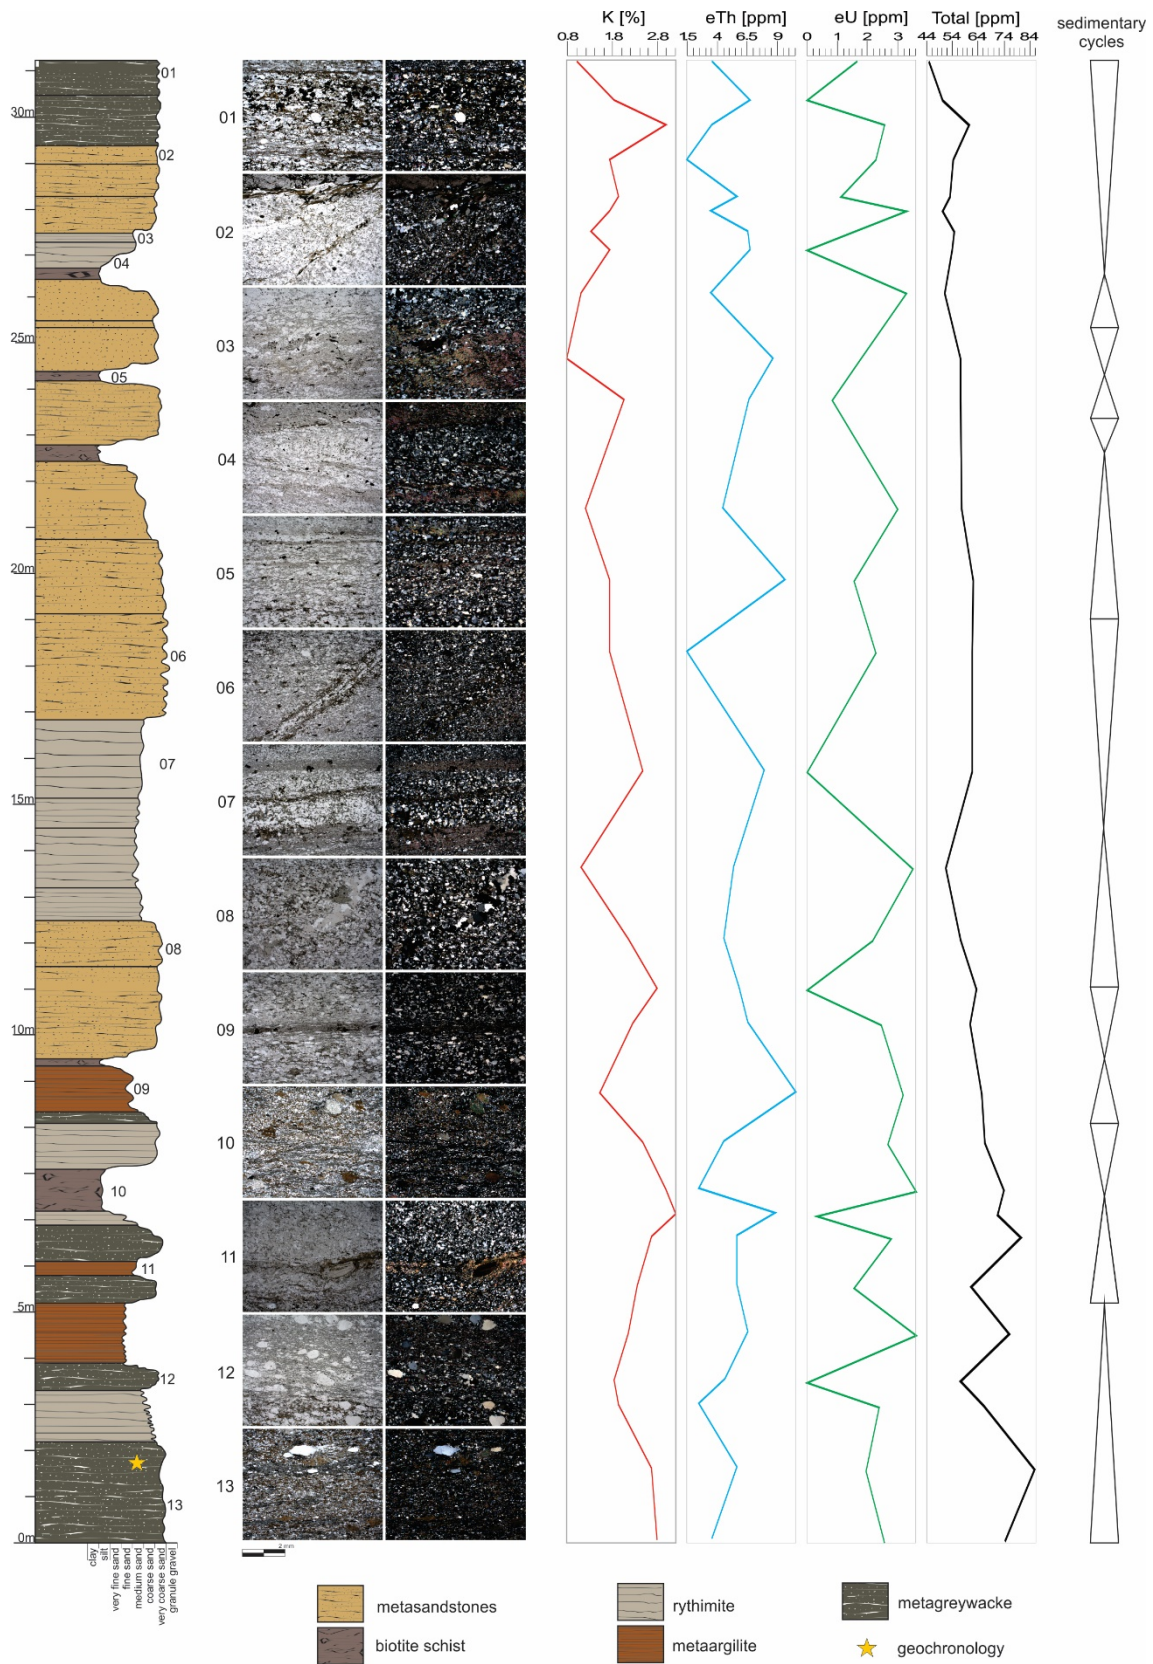 K [%] eTh [ppm] eU [ppm] Total [ppm] sedimentary cycles
0.8 1.8 2.8 1.5 4 6.5 9 0 1 2 3 44 54 64 74 84
01
30m
02
03
04
25m
05
20m
06
07
15m
08
10m
09
10
11
5m
12
13
0m
01
02
03
04
05
06
07
08
09
10
11
12
13
2 mm
clay
silt
very fine sand
fine sand
medium sand
coarse sand
very coarse sand
granule gravel
metasandstones
rythimite
metagreywacke
biotite schist
metaargilite
geochronology